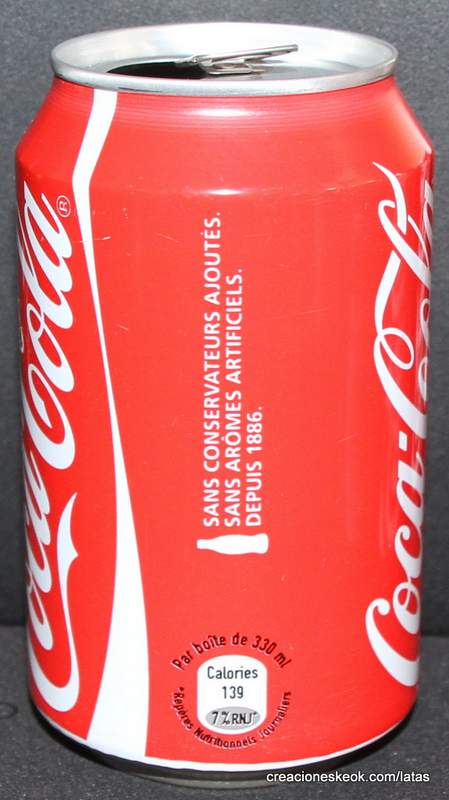 Coca-Cola®
SANS CONSERVATEURS AJOUTÉS.
SANS ARÔMES ARTIFICIELS.
DEPUIS 1886.
Coca-Cola
Par boîte de 330 ml
Calories
139
7%RNJ*
*Repères Nutritionnels Journaliers
creacioneskeok.com/latas